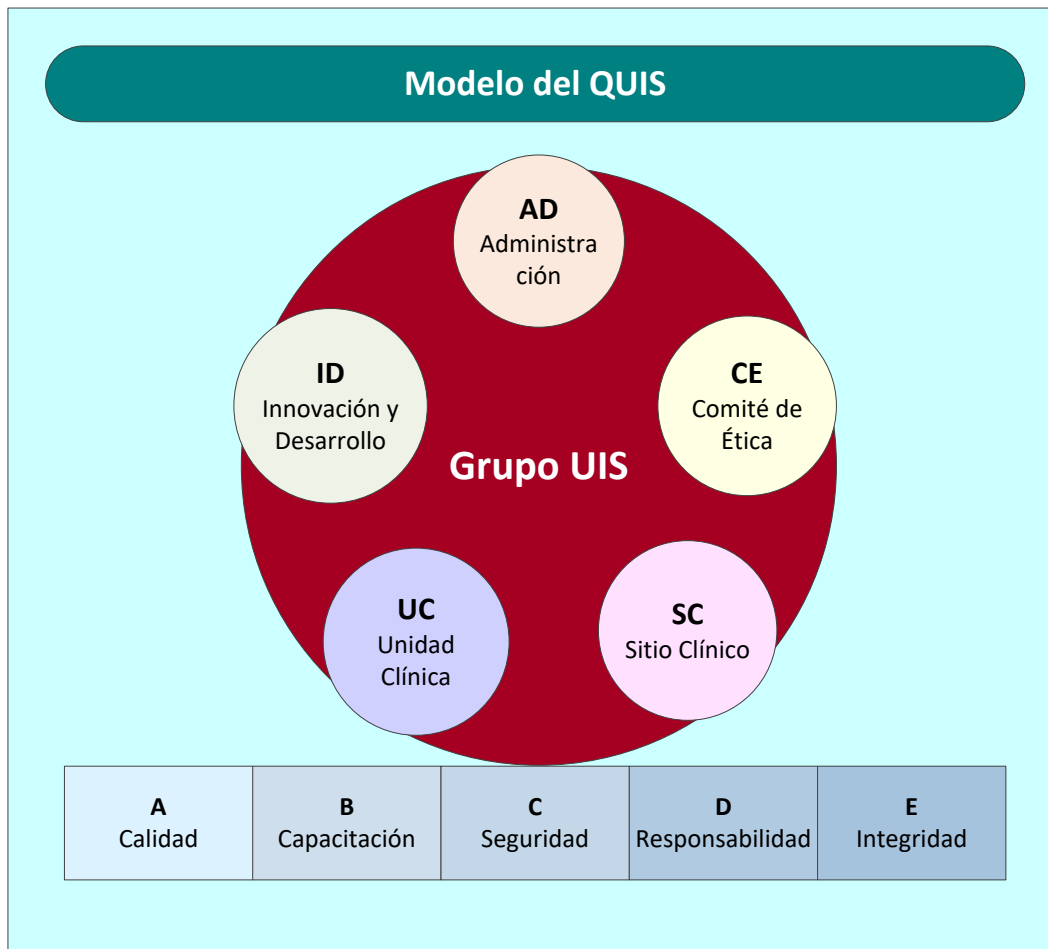 Modelo del QUIS
AD
Administra
ción
ID
Innovación y
Desarrollo
CE
Comité de
Ética
Grupo UIS
UC
Unidad
Clínica
SC
Sitio Clínico
A
Calidad
B
Capacitación
C
Seguridad
D
Responsabilidad
E
Integridad